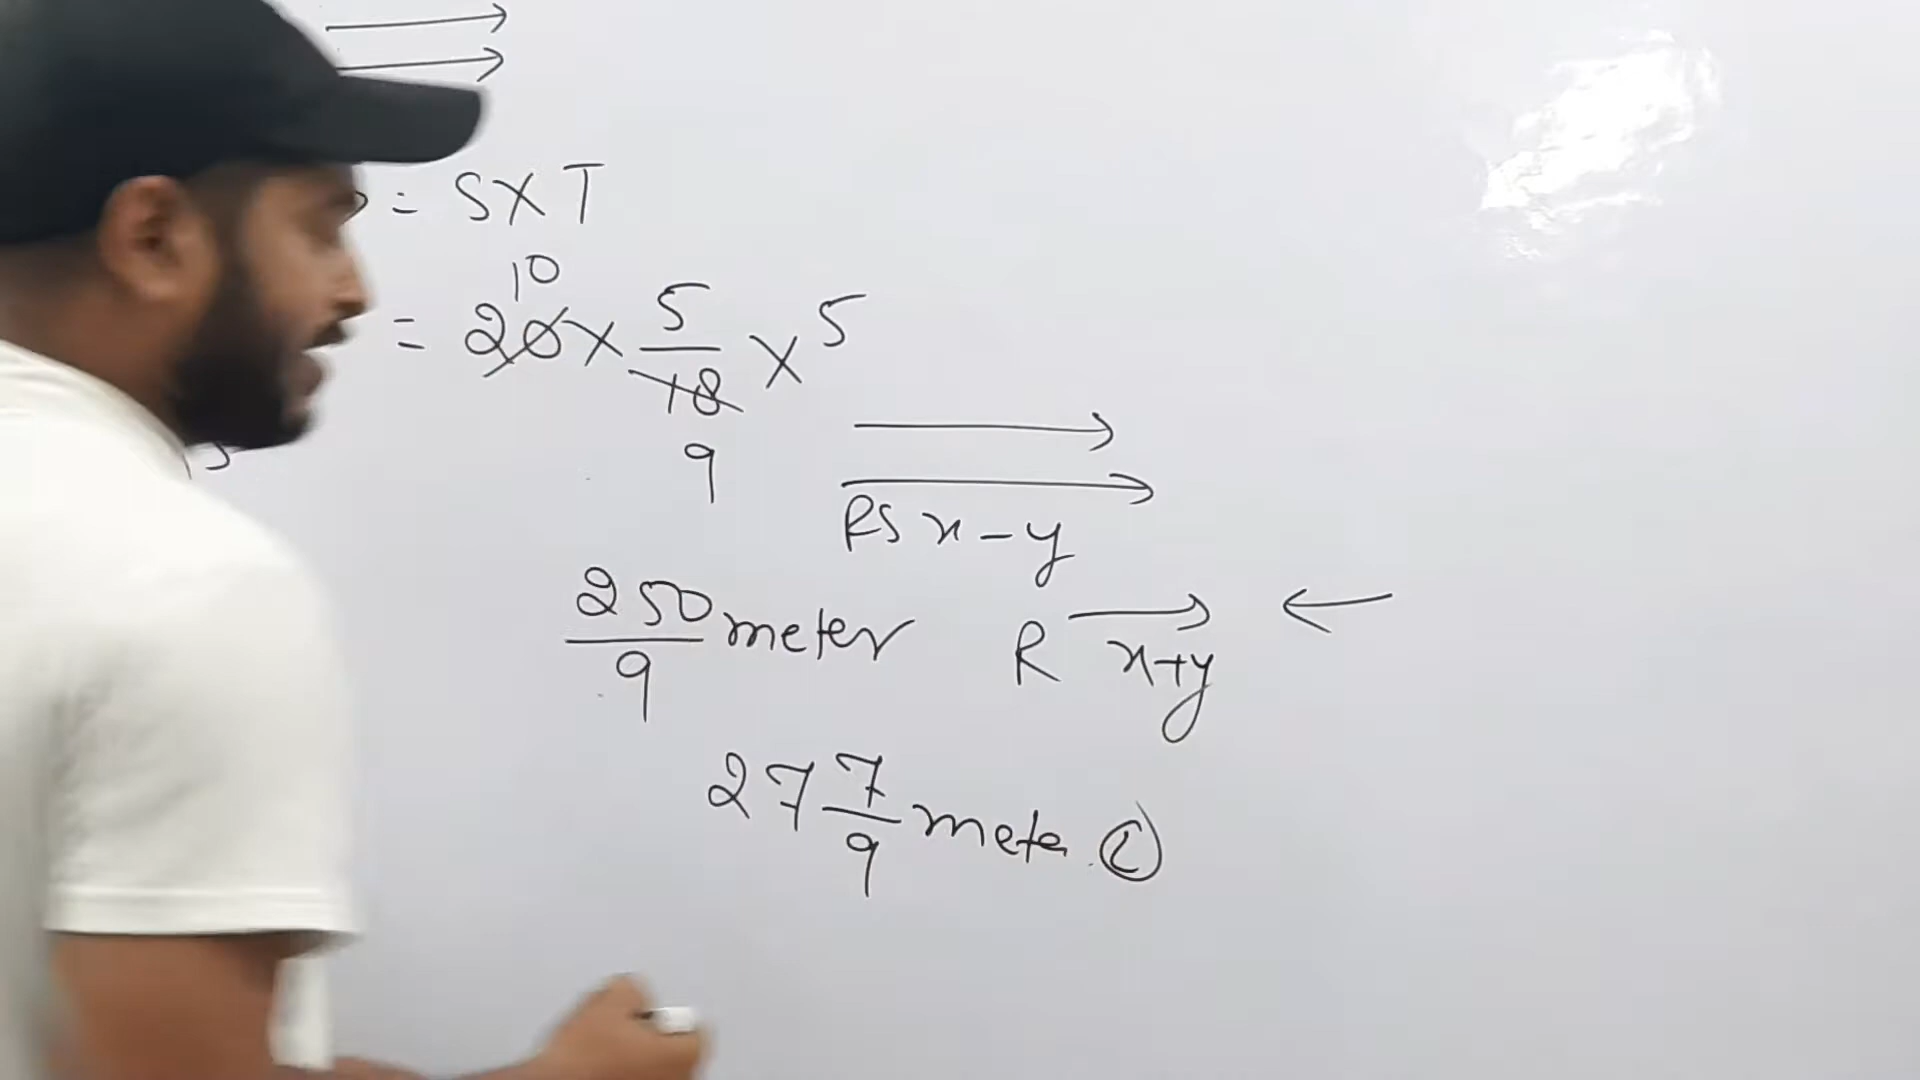 = S X T
10
= 20 x 5/18 x 5
9
RS x - y
250/9 meter
R x+y
27 7/9 meter. C